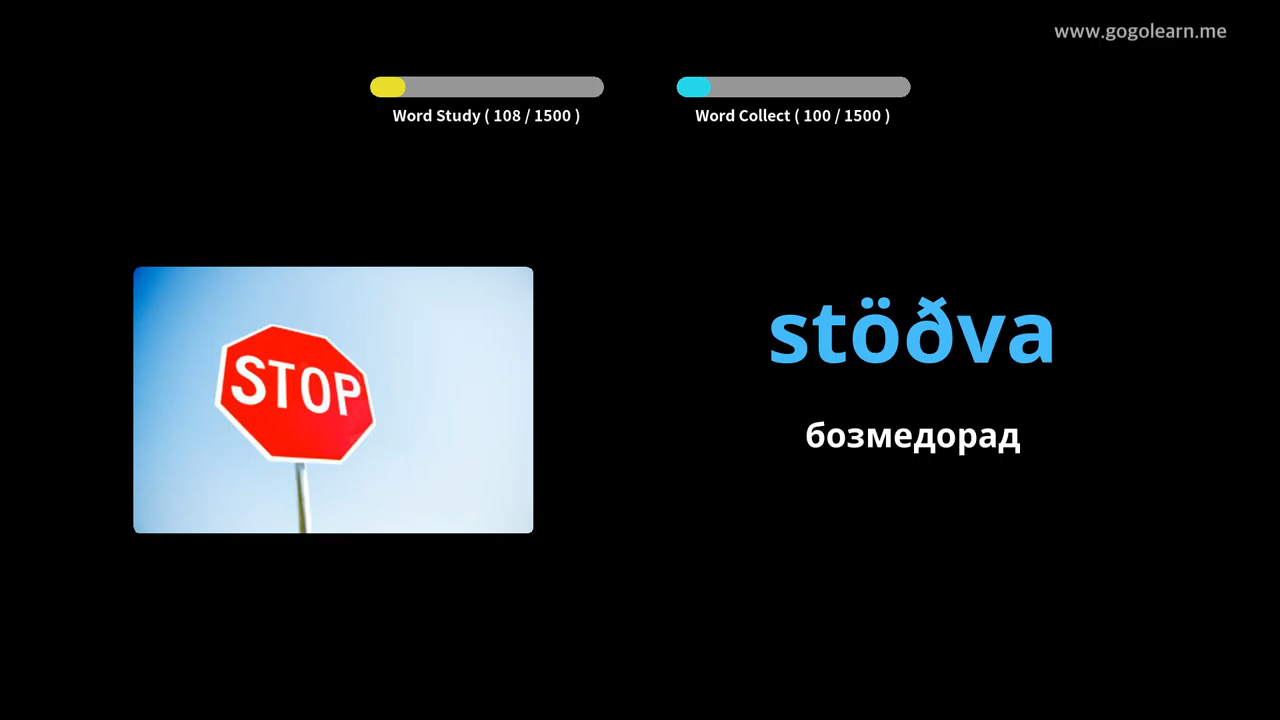 www.gogolearn.me
Word Study ( 108 / 1500 )
Word Collect ( 100 / 1500 )
STOP
stöðva
бозмедорад